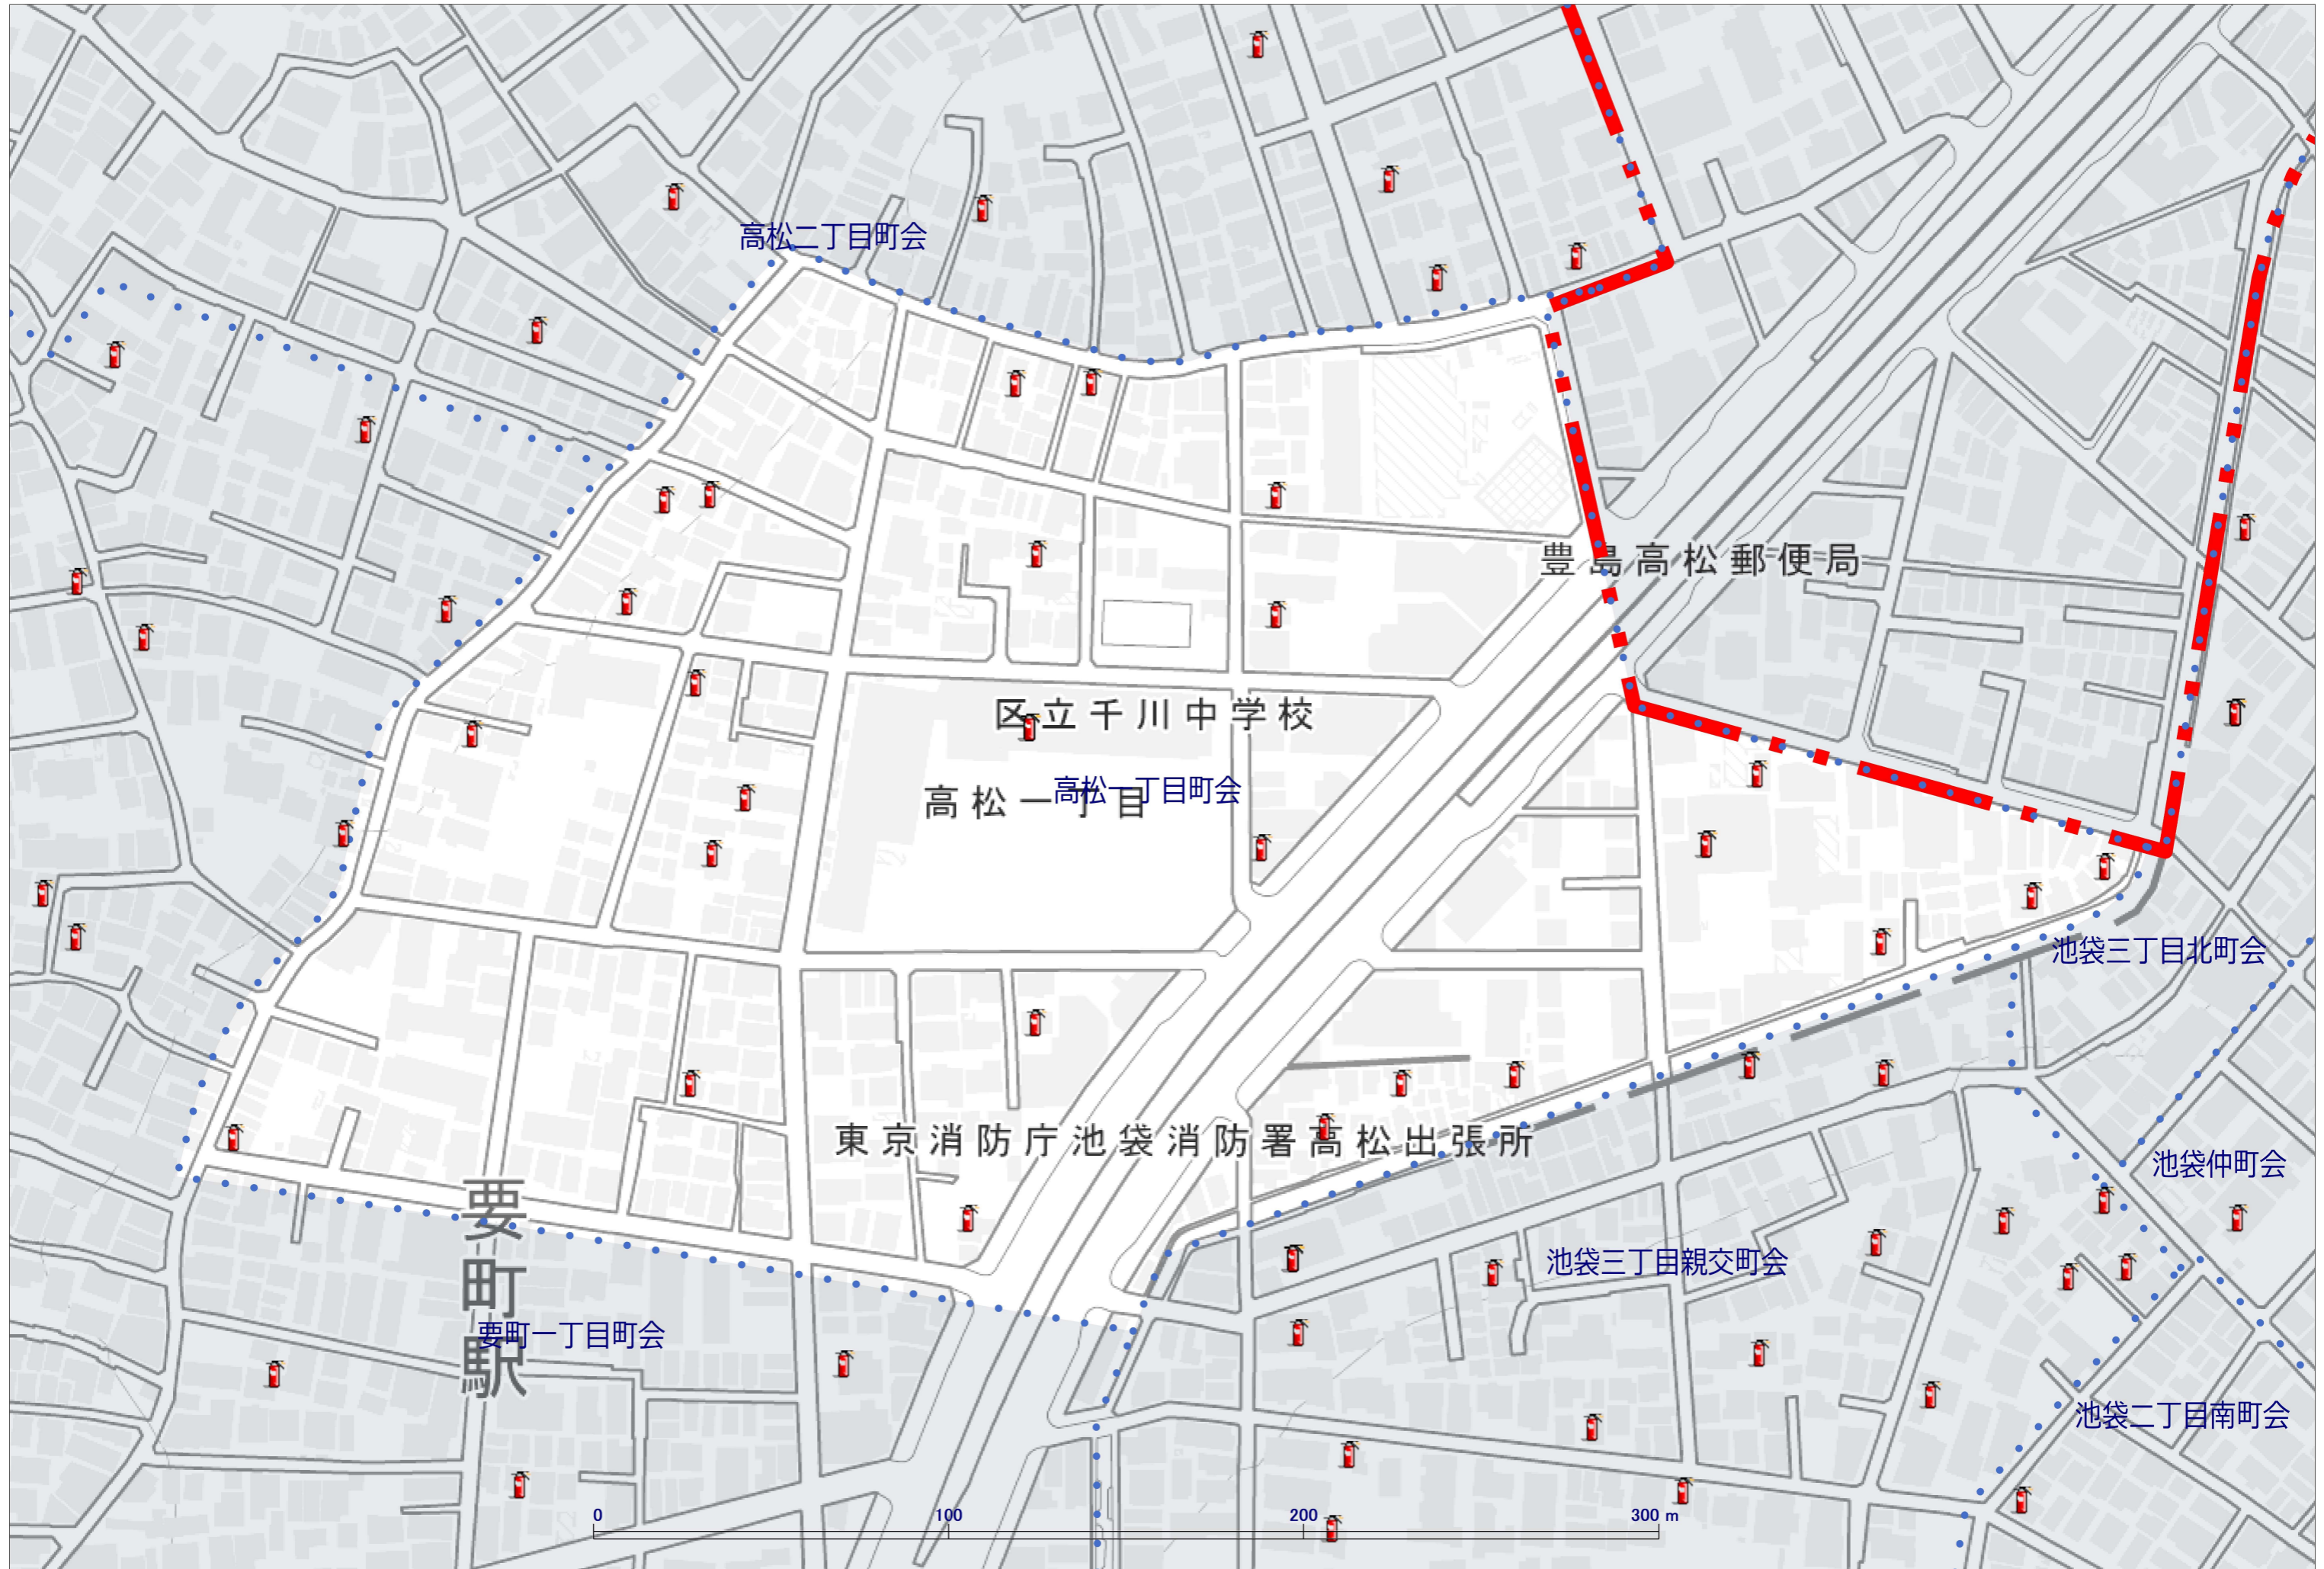 高松二丁目町会
豊島高松郵便局
区立千川中学校
高松一丁目
高松一丁目町会
池袋三丁目北町会
東京消防庁池袋消防署高松出張所
池袋仲町会
要町駅
池袋三丁目親交町会
要町一丁目町会
池袋二丁目南町会
0 100 200 300 m